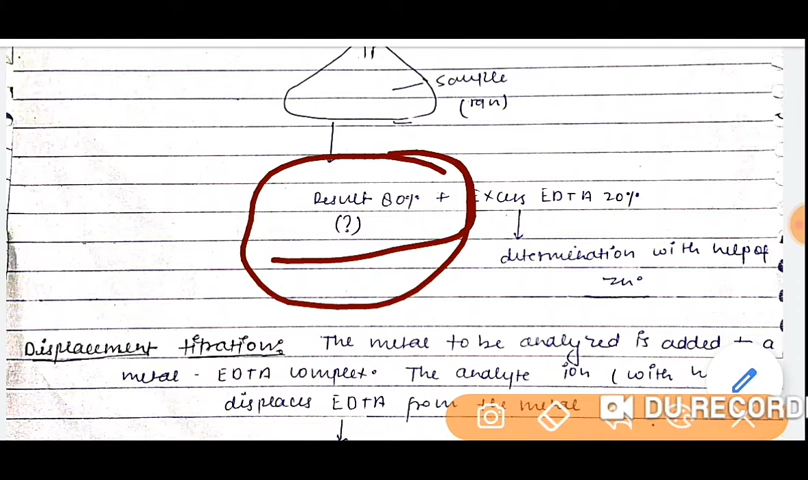 sample
(ion)
Result 80% + Excess EDTA 20%
(?)
determination with help of
Zn.
Displacement titration: The metal to be analyzed is added to a
metal - EDTA complex. The analyte ion (with
displaces EDTA from the metal
DU RECORD